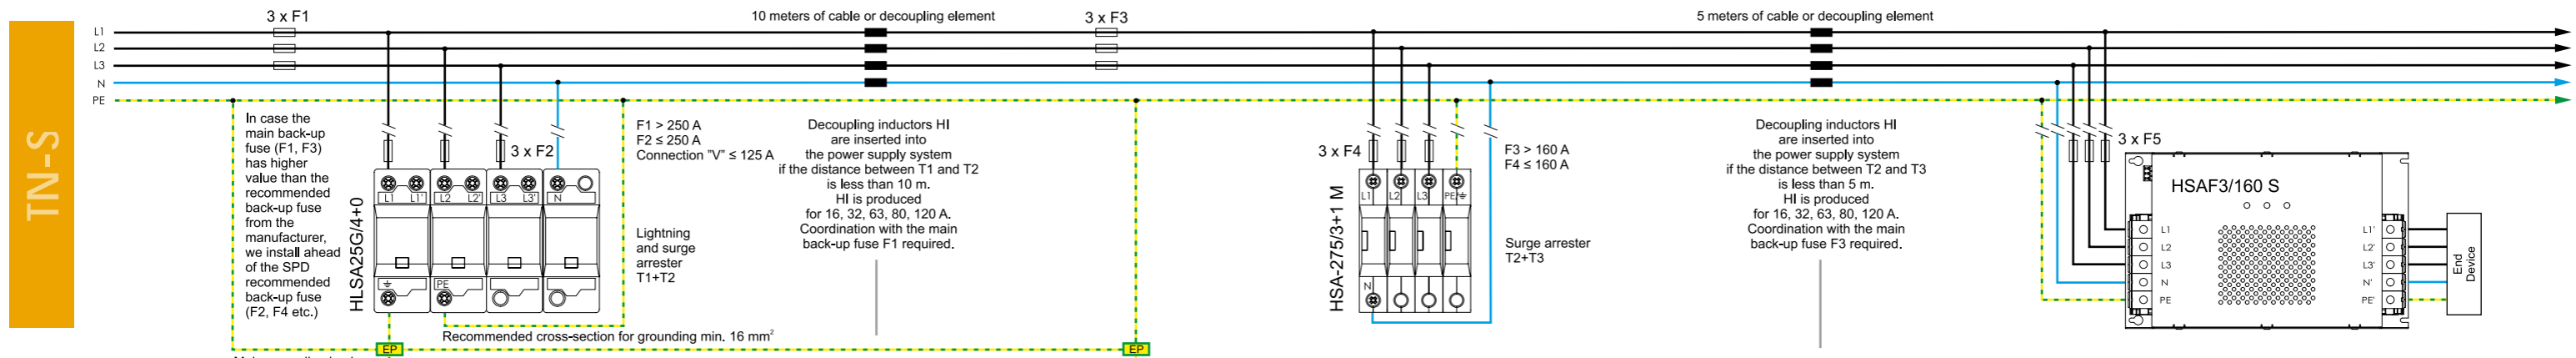 TN-S
3 x F1
10 meters of cable or decoupling element
3 x F3
5 meters of cable or decoupling element
L1
L2
L3
N
PE
In case the
main back-up
fuse (F1, F3)
has higher
value than the
recommended
back-up fuse
from the
manufacturer,
we install ahead
of the SPD
recommended
back-up fuse
(F2, F4 etc.)
HLSA25G/4+0
3 x F2
L1 L1' L2 L2' L3 L3' N
PE
F1 > 250 A
F2 ≤ 250 A
Connection "V" ≤ 125 A
Lightning
and surge
arrester
T1+T2
Recommended cross-section for grounding min. 16 mm²
EP
EP
Decoupling inductors HI
are inserted into
the power supply system
if the distance between T1 and T2
is less than 10 m.
HI is produced
for 16, 32, 63, 80, 120 A.
Coordination with the main
back-up fuse F1 required.
3 x F4
HSA-275/3+1 M
L1 L2 L3 PE/
N
F3 > 160 A
F4 ≤ 160 A
Surge arrester
T2+T3
Decoupling inductors HI
are inserted into
the power supply system
if the distance between T2 and T3
is less than 5 m.
HI is produced
for 16, 32, 63, 80, 120 A.
Coordination with the main
back-up fuse F3 required.
3 x F5
HSAF3/160 S
L1
L2
L3
N
PE
L1'
L2'
L3'
N'
PE'
End
Device